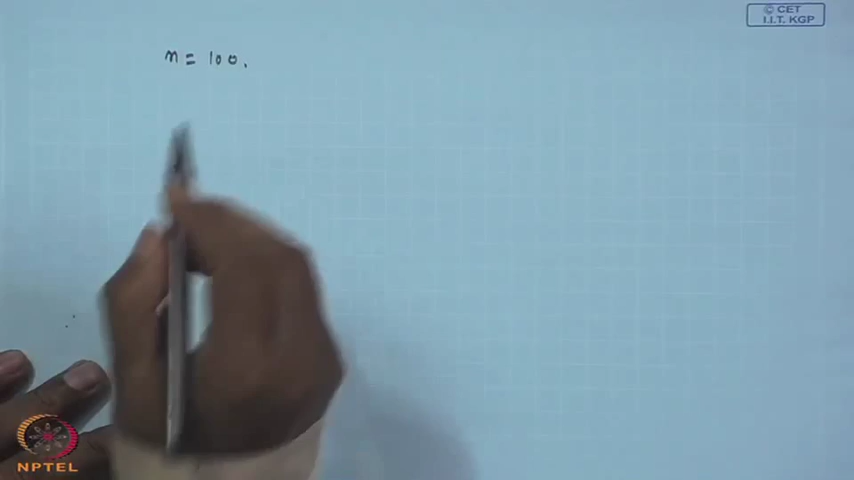 © CET
I.I.T. KGP
n = 100.
NPTEL